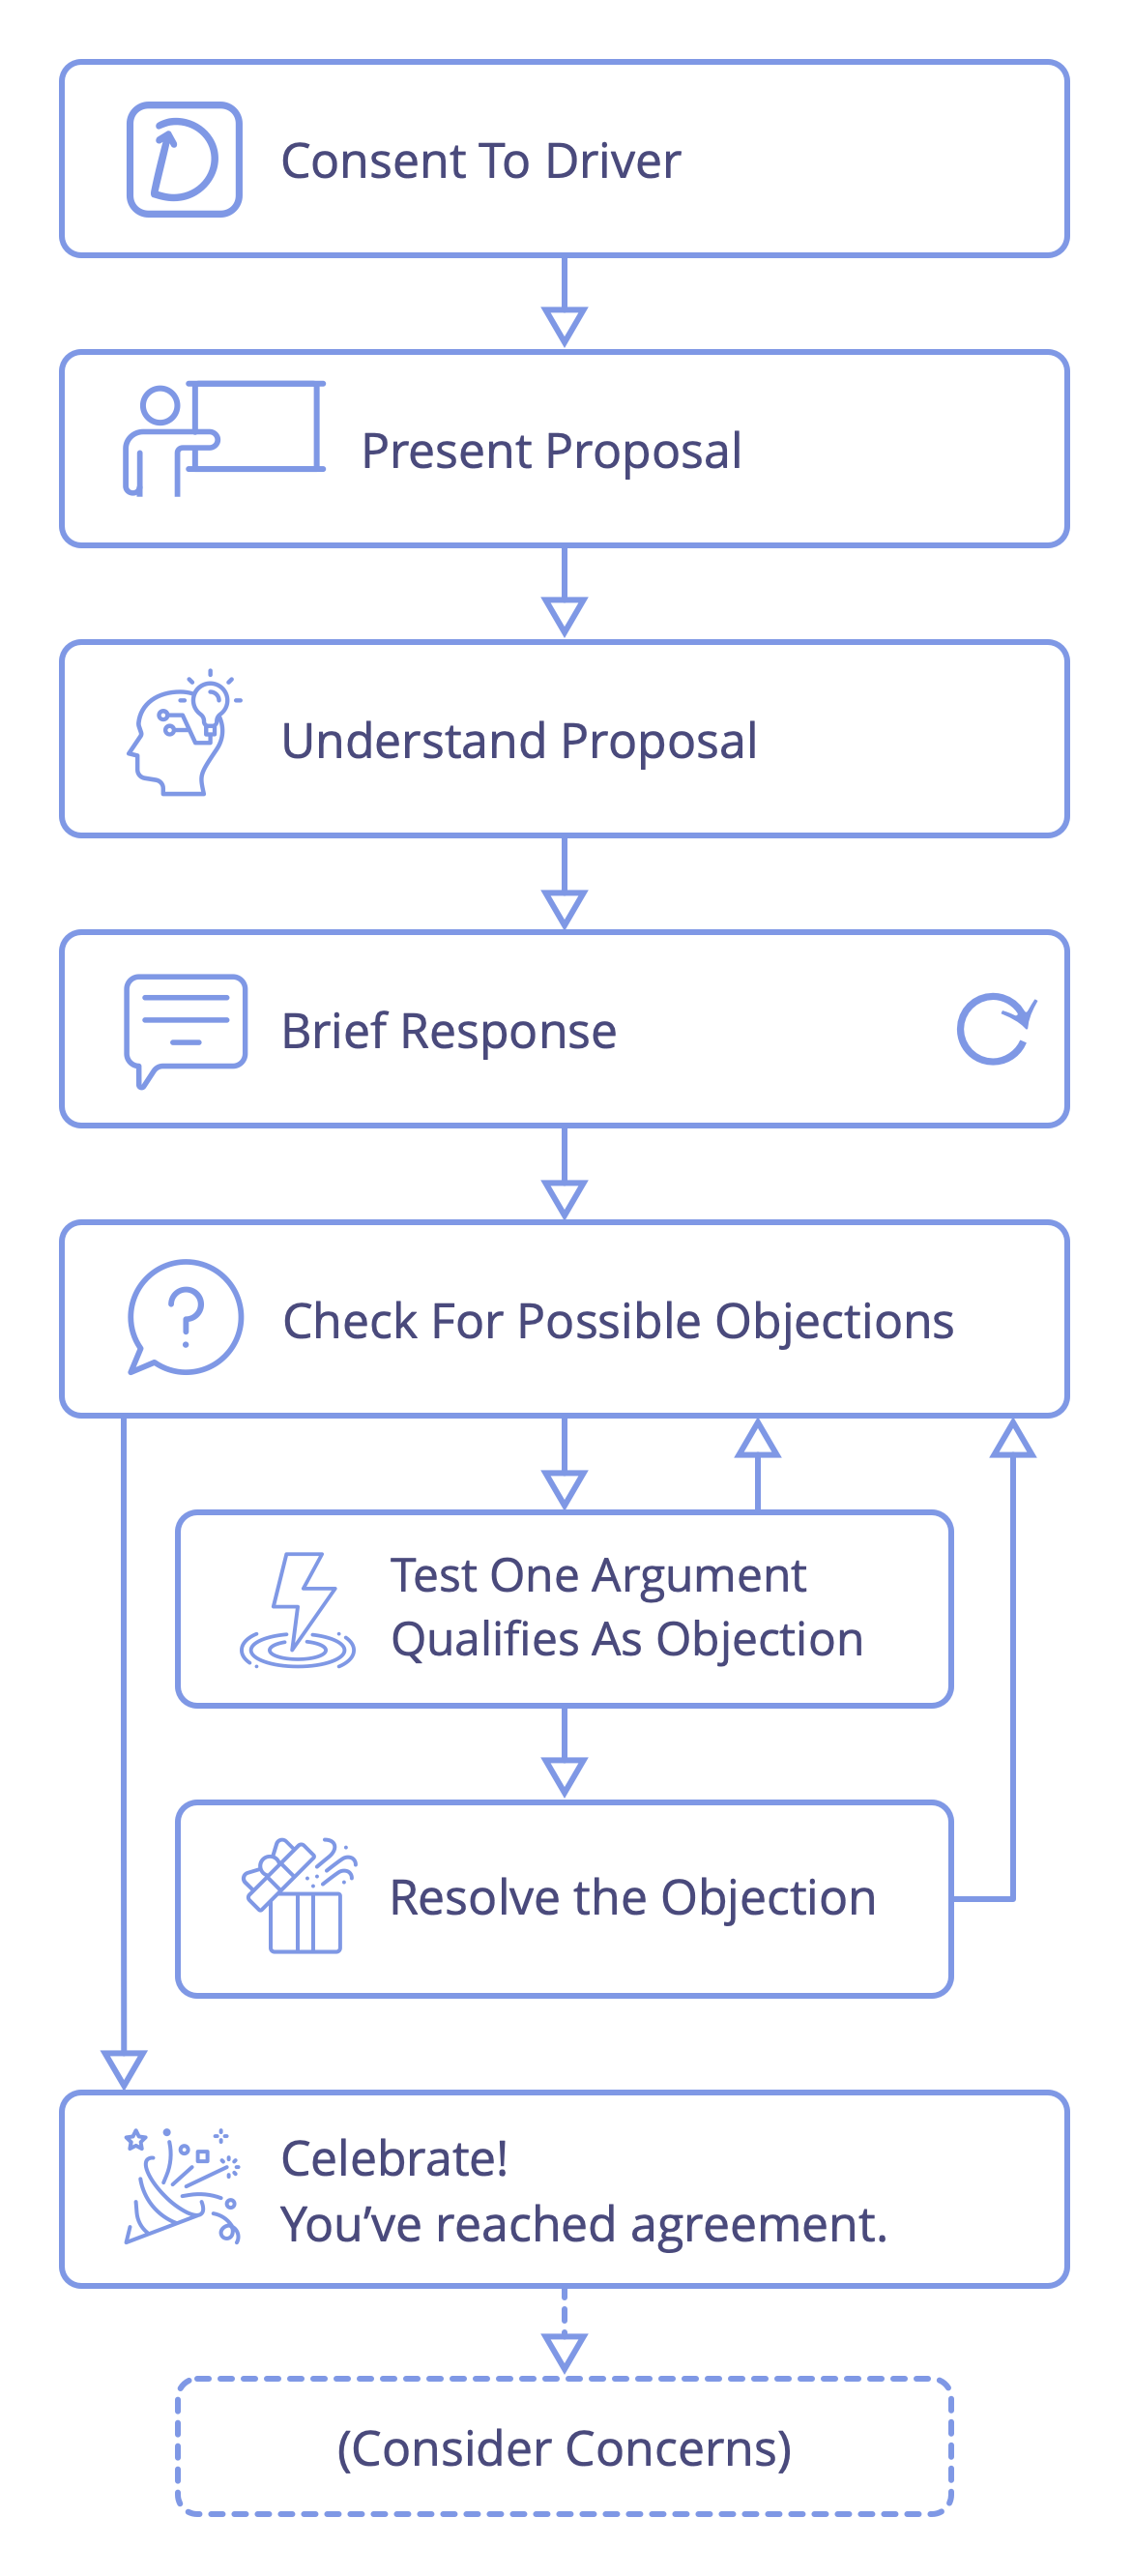 Consent To Driver
Present Proposal
Understand Proposal
Brief Response
Check For Possible Objections
Test One Argument
Qualifies As Objection
Resolve the Objection
Celebrate!
You’ve reached agreement.
(Consider Concerns)